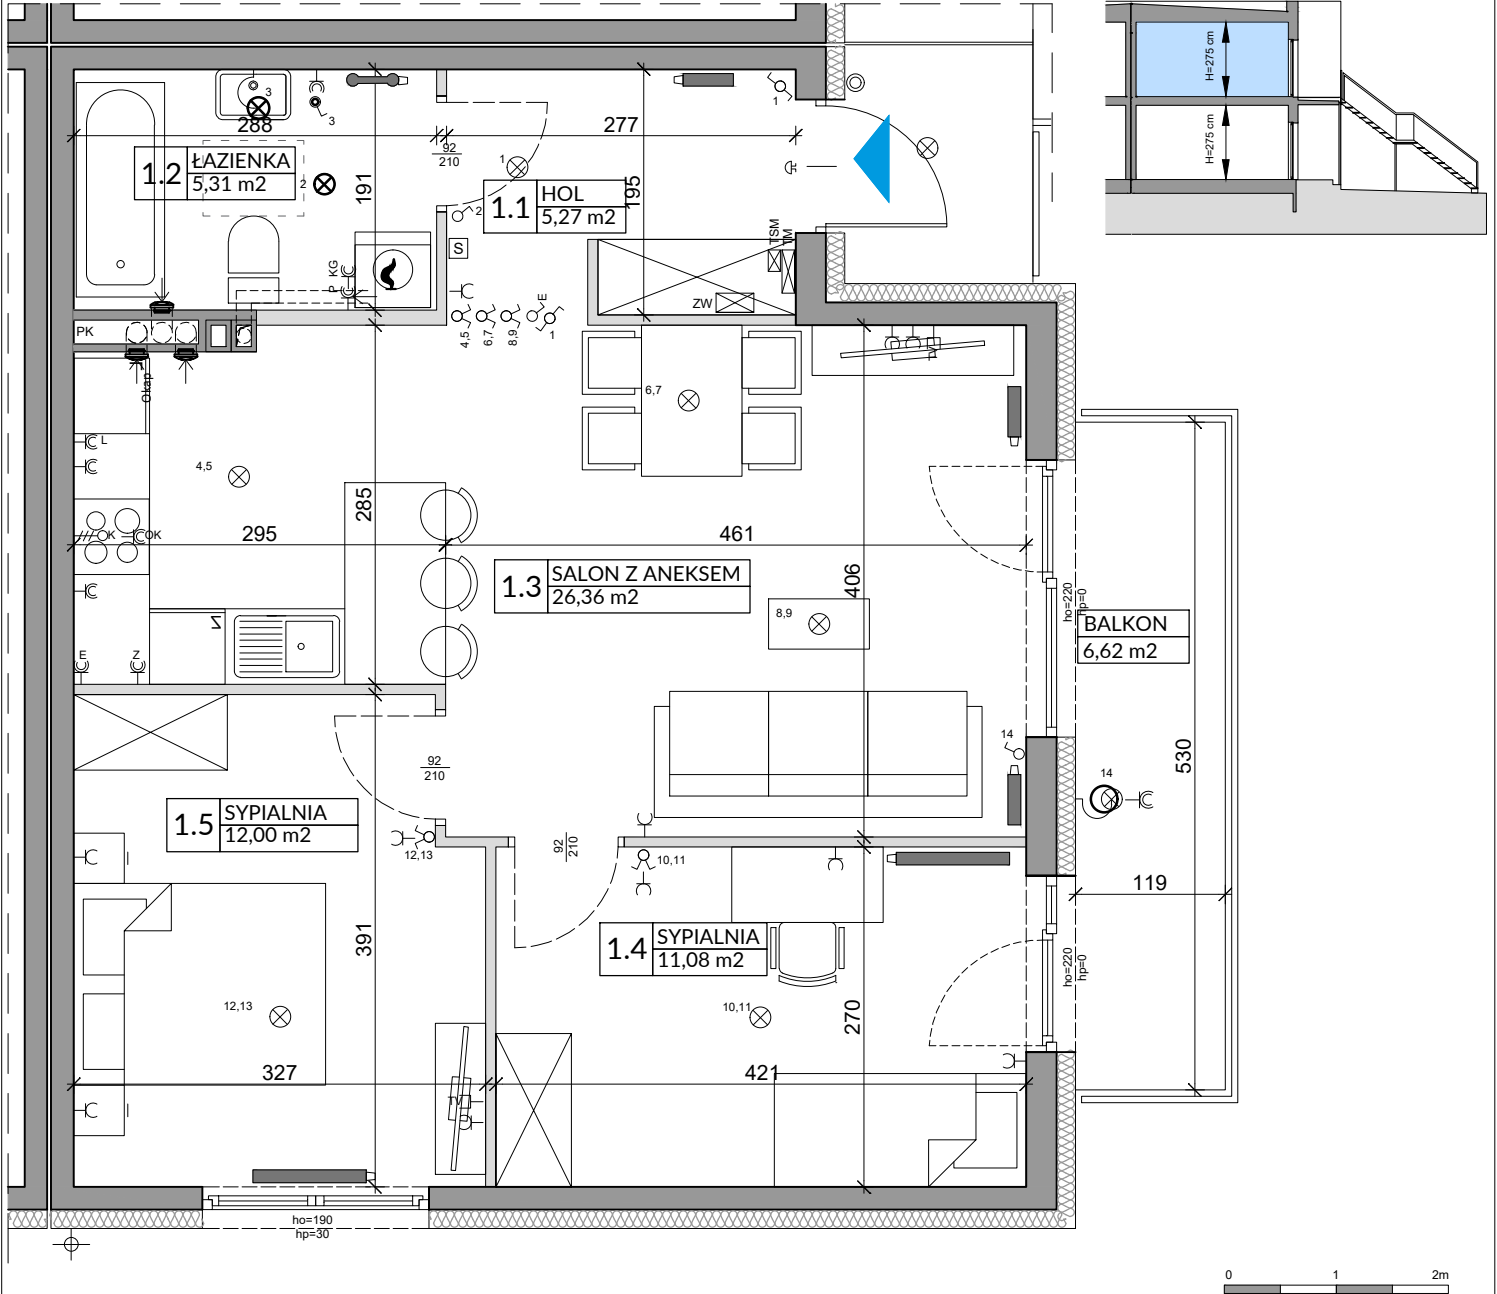 3
3
1
H=275 cm
288
277
92
210
1
1.2
ŁAZIENKA
5,31 m2
2
191
1.1
HOL
5,27 m2
195
2
S
H=275 cm
KG
P
TSM
TM
ZW
E
PK
4,5
6,7
8,9
1
Okap
6,7
L
4,5
285
295
461
OK
OK
1.3
SALON Z ANEKSEM
26,36 m2
406
ho=220
hp=0
8,9
BALKON
6,62 m2
Z
E
Z
14
530
92
210
14
1.5
SYPIALNIA
12,00 m2
12,13
92
210
10,11
119
391
1.4
SYPIALNIA
11,08 m2
ho=220
hp=0
12,13
10,11
270
327
421
TV
ho=190
hp=30
0
1
2m